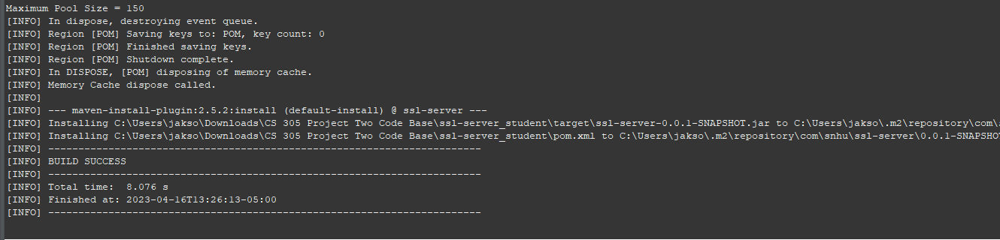 Maximum Pool Size = 150
[INFO] In dispose, destroying event queue.
[INFO] Region [POM] Saving keys to: POM, key count: 0
[INFO] Region [POM] Finished saving keys.
[INFO] Region [POM] Shutdown complete.
[INFO] In DISPOSE, [POM] disposing of memory cache.
[INFO] Memory Cache dispose called.
[INFO]
[INFO] --- maven-install-plugin:2.5.2:install (default-install) @ ssl-server ---
[INFO] Installing C:\Users\jakso\Downloads\CS 305 Project Two Code Base\ssl-server_student\target\ssl-server-0.0.1-SNAPSHOT.jar to C:\Users\jakso\.m2\repository\com\
[INFO] Installing C:\Users\jakso\Downloads\CS 305 Project Two Code Base\ssl-server_student\pom.xml to C:\Users\jakso\.m2\repository\com\snhu\ssl-server\0.0.1-SNAPSHO
[INFO] ------------------------------------------------------------------------
[INFO] BUILD SUCCESS
[INFO] ------------------------------------------------------------------------
[INFO] Total time:  8.076 s
[INFO] Finished at: 2023-04-16T13:26:13-05:00
[INFO] ------------------------------------------------------------------------